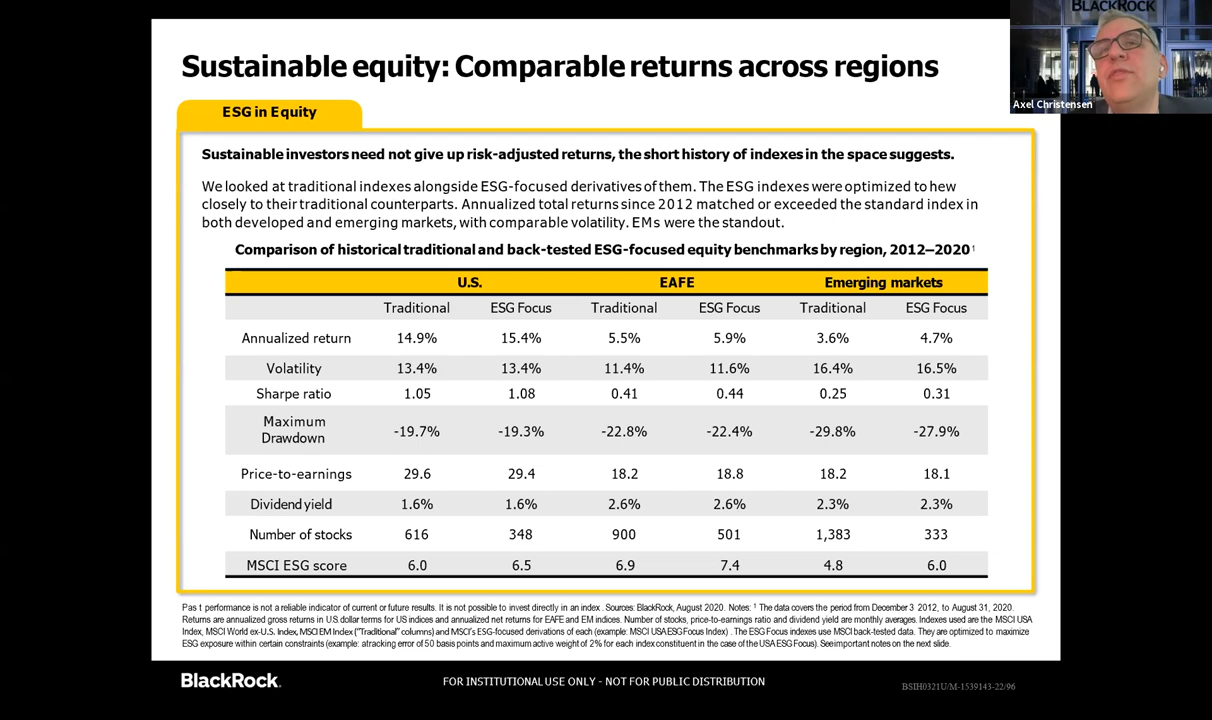 BLACKROCK
Axel Christensen
Sustainable equity: Comparable returns across regions
ESG in Equity
Sustainable investors need not give up risk-adjusted returns, the short history of indexes in the space suggests.
We looked at traditional indexes alongside ESG-focused derivatives of them. The ESG indexes were optimized to hew
closely to their traditional counterparts. Annualized total returns since 2012 matched or exceeded the standard index in
both developed and emerging markets, with comparable volatility. EMs were the standout.
Comparison of historical traditional and back-tested ESG-focused equity benchmarks by region, 2012–2020¹
U.S. EAFE Emerging markets
Traditional ESG Focus Traditional ESG Focus Traditional ESG Focus
Annualized return 14.9% 15.4% 5.5% 5.9% 3.6% 4.7%
Volatility 13.4% 13.4% 11.4% 11.6% 16.4% 16.5%
Sharpe ratio 1.05 1.08 0.41 0.44 0.25 0.31
Maximum
Drawdown -19.7% -19.3% -22.8% -22.4% -29.8% -27.9%
Price-to-earnings 29.6 29.4 18.2 18.8 18.2 18.1
Dividend yield 1.6% 1.6% 2.6% 2.6% 2.3% 2.3%
Number of stocks 616 348 900 501 1,383 333
MSCI ESG score 6.0 6.5 6.9 7.4 4.8 6.0
Pas t performance is not a reliable indicator of current or future results. It is not possible to invest directly in an index . Sources: BlackRock, August 2020. Notes: ¹ The data covers the period from December 3 2012, to August 31, 2020.
Returns are annualized gross returns in U.S. dollar terms for US indices and annualized net returns for EAFE and EM indices. Number of stocks, price-to-earnings ratio and dividend yield are monthly averages. Indexes used are the MSCI USA
Index, MSCI World ex-U.S. Index, MSCI EM Index ("Traditional" columns) and MSCI's ESG-focused derivations of each (example: MSCI USA ESG Focus Index) . The ESG Focus indexes use MSCI back-tested data. They are optimized to maximize
ESG exposure within certain constraints (example: a tracking error of 50 basis points and maximum active weight of 2% for each index constituent in the case of the USA ESG Focus). See important notes on the next slide.
BlackRock.
FOR INSTITUTIONAL USE ONLY - NOT FOR PUBLIC DISTRIBUTION
BSIH0321U/M-1539143-22/96